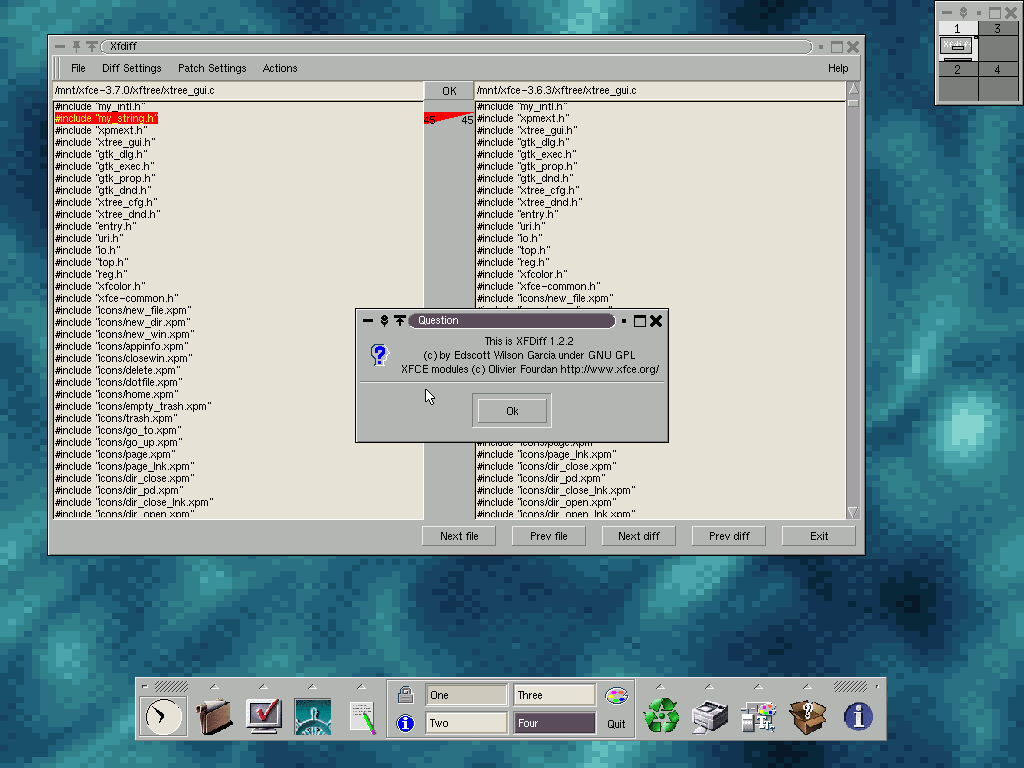 Xfdiff
1 3
2 4
File Diff Settings Patch Settings Actions Help
/mnt/xfce-3.7.0/xftree/xtree_gui.c OK /mnt/xfce-3.6.3/xftree/xtree_gui.c
#include "my_intl.h"
#include "my_string.h"
#include "xpmext.h"
#include "xtree_gui.h"
#include "gtk_dlg.h"
#include "gtk_exec.h"
#include "gtk_prop.h"
#include "gtk_dnd.h"
#include "xtree_cfg.h"
#include "xtree_dnd.h"
#include "entry.h"
#include "uri.h"
#include "io.h"
#include "top.h"
#include "reg.h"
#include "xfcolor.h"
#include "xfce-common.h"
#include "icons/new_file.xpm"
#include "icons/new_dir.xpm"
#include "icons/new_win.xpm"
#include "icons/appinfo.xpm"
#include "icons/closewin.xpm"
#include "icons/delete.xpm"
#include "icons/dotfile.xpm"
#include "icons/home.xpm"
#include "icons/empty_trash.xpm"
#include "icons/trash.xpm"
#include "icons/go_to.xpm"
#include "icons/go_up.xpm"
#include "icons/page.xpm"
#include "icons/page_lnk.xpm"
#include "icons/dir_close.xpm"
#include "icons/dir_pd.xpm"
#include "icons/dir_close_lnk.xpm"
#include "icons/dir_open.xpm"
45 45
#include "my_intl.h"
#include "xpmext.h"
#include "xtree_gui.h"
#include "gtk_dlg.h"
#include "gtk_exec.h"
#include "gtk_prop.h"
#include "gtk_dnd.h"
#include "xtree_cfg.h"
#include "xtree_dnd.h"
#include "entry.h"
#include "uri.h"
#include "io.h"
#include "top.h"
#include "reg.h"
#include "xfcolor.h"
#include "xfce-common.h"
#include "icons/new_file.xpm"
#include "icons/page.xpm"
#include "icons/page_lnk.xpm"
#include "icons/dir_close.xpm"
#include "icons/dir_pd.xpm"
#include "icons/dir_close_lnk.xpm"
#include "icons/dir_open.xpm"
#include "icons/dir_open_lnk.xpm"
Question
This is XFDiff 1.2.2
(c) by Edscott Wilson Garcia under GNU GPL
XFCE modules (c) Olivier Fourdan http://www.xfce.org/
Ok
Next file Prev file Next diff Prev diff Exit
One Three
Two Four Quit